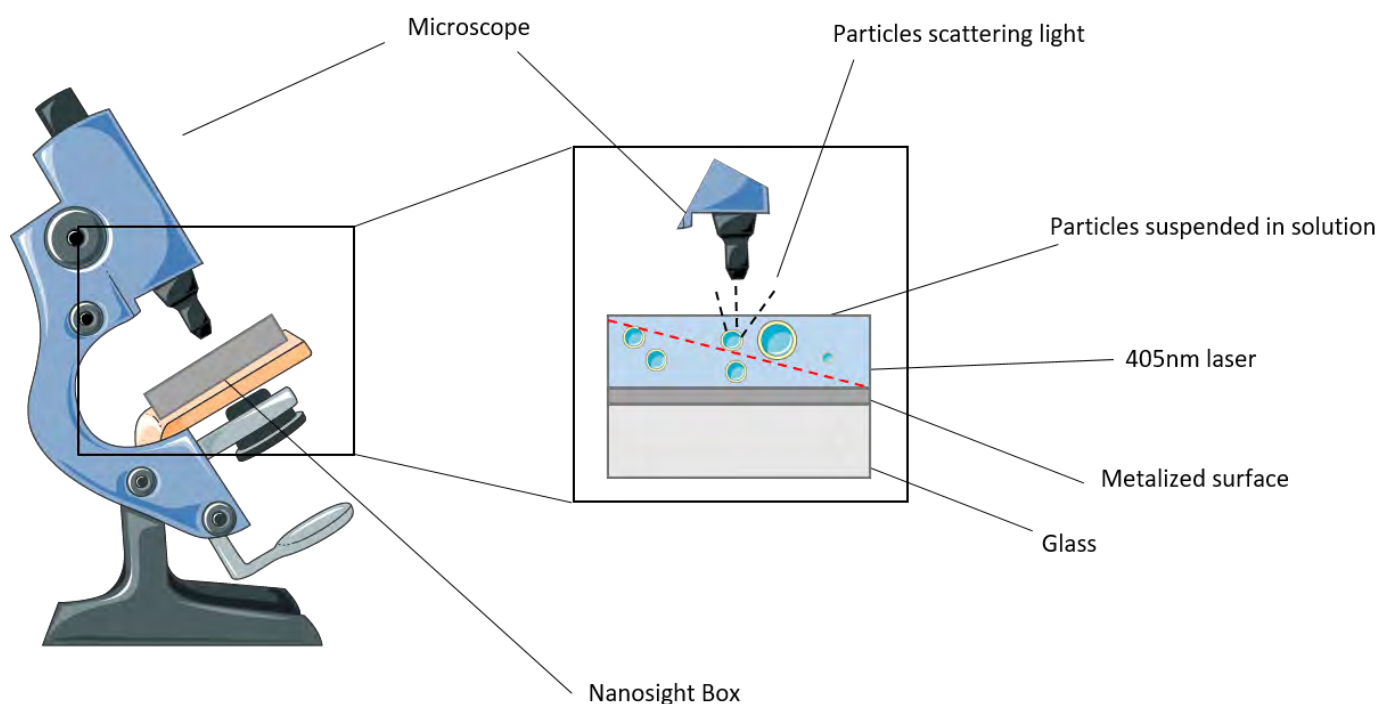 Microscope
Particles scattering light
Particles suspended in solution
405nm laser
Metalized surface
Glass
Nanosight Box